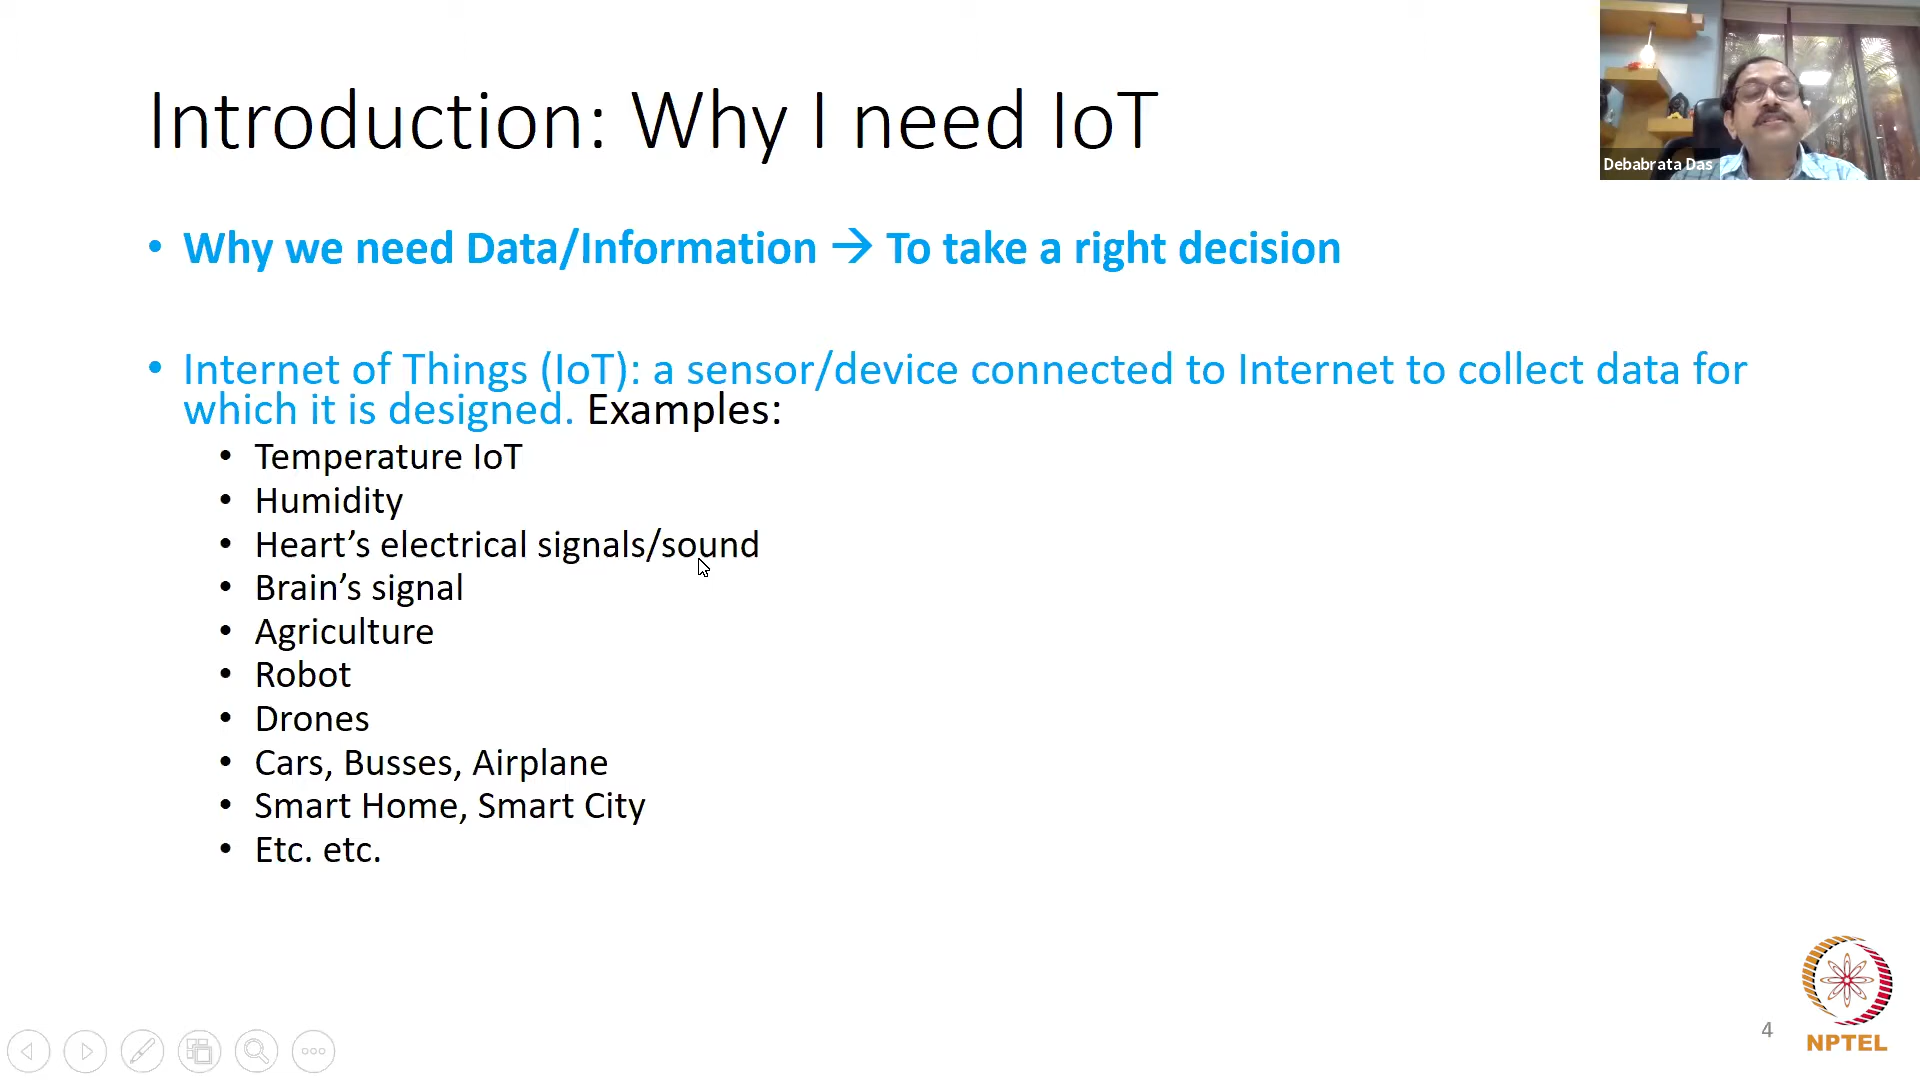 Introduction: Why I need IoT
Debabrata Das
• Why we need Data/Information → To take a right decision
• Internet of Things (IoT): a sensor/device connected to Internet to collect data for
which it is designed. Examples:
• Temperature IoT
• Humidity
• Heart’s electrical signals/sound
• Brain’s signal
• Agriculture
• Robot
• Drones
• Cars, Busses, Airplane
• Smart Home, Smart City
• Etc. etc.
4
NPTEL